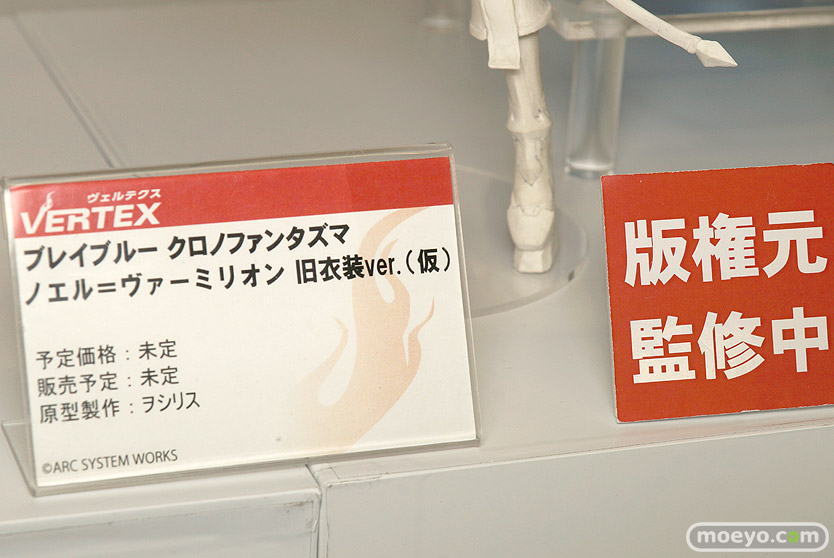 ヴェルテクス
VERTEX
ブレイブルー クロノファンタズマ
ノエル=ヴァーミリオン 旧衣装ver.(仮)
予定価格:未定
販売予定:未定
原型製作:ヲシリス
©ARC SYSTEM WORKS
版権元
監修中
moeyo.com